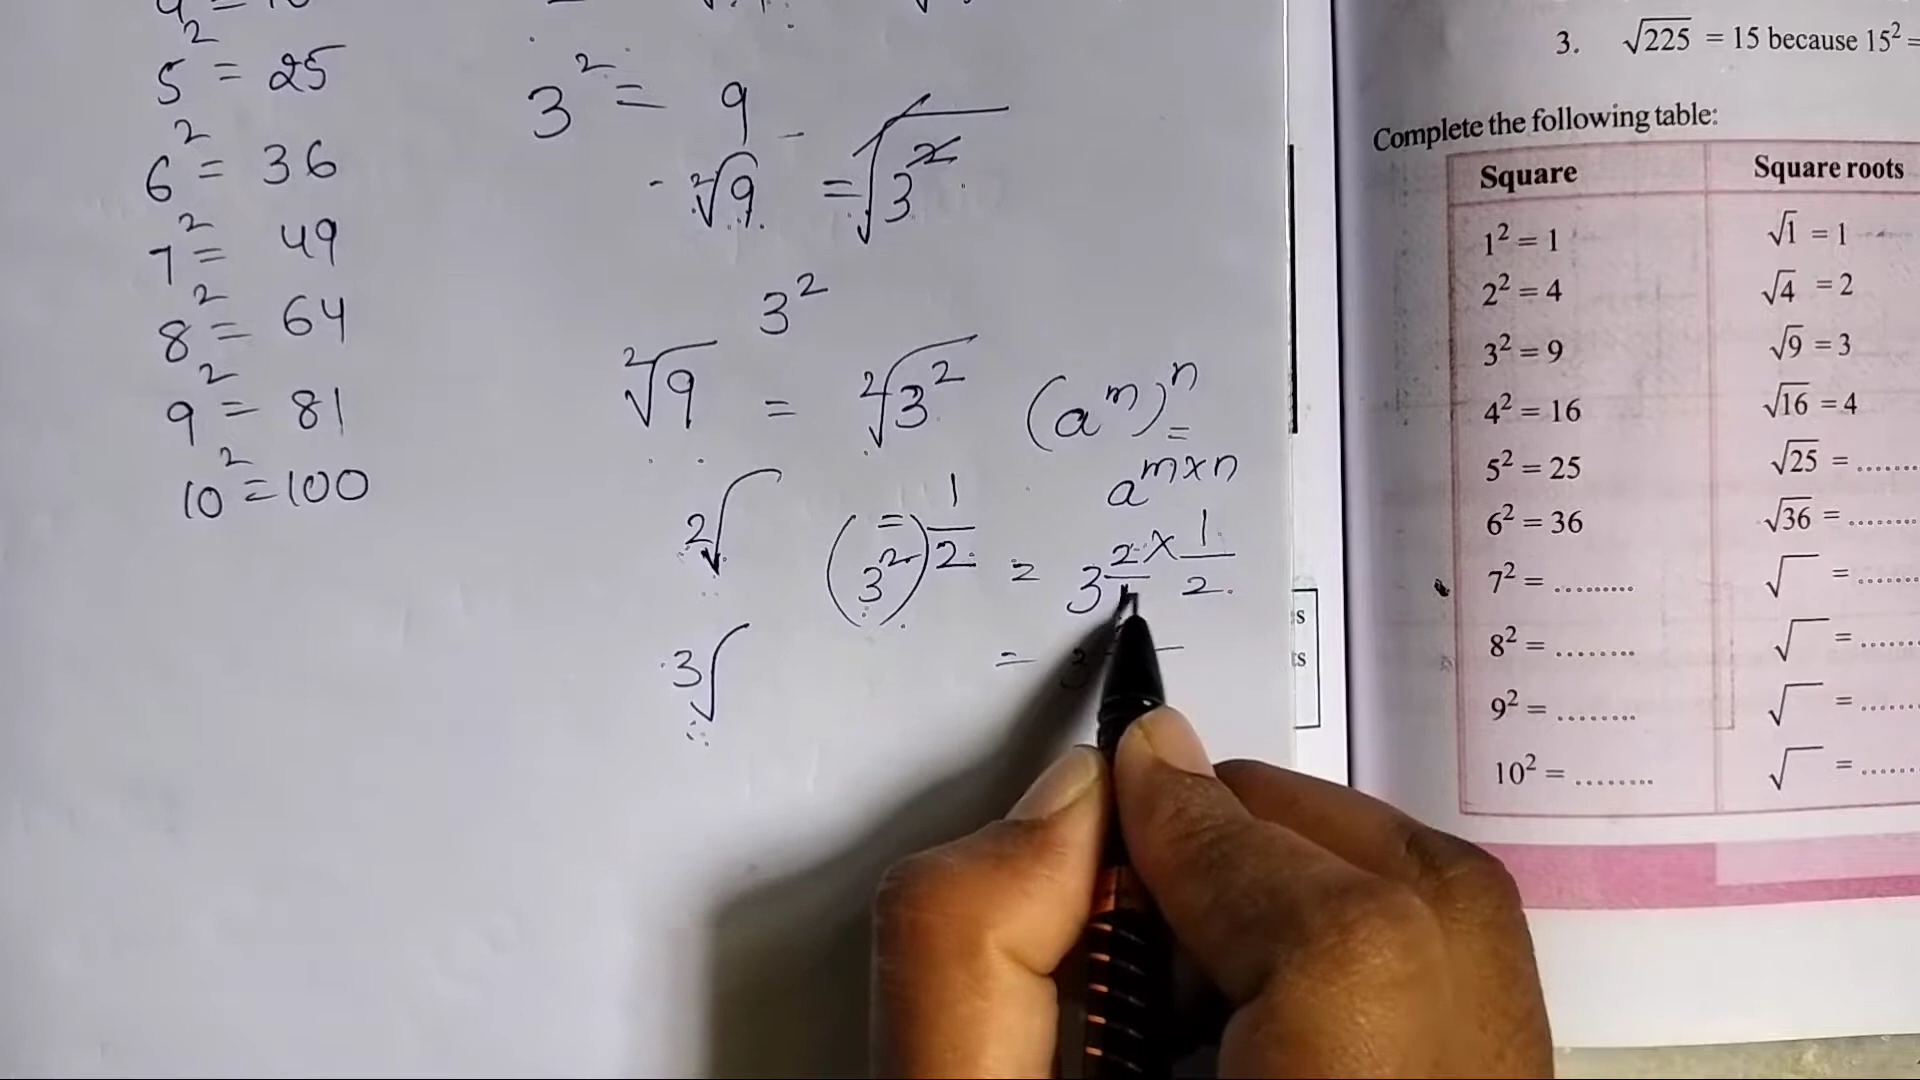 5² = 25
6² = 36
7² = 49
8² = 64
9² = 81
10² = 100
3² = 9
²√9 = √3²
3²
²√9 = ²√3²
(aᵐ)ⁿ =
aᵐˣⁿ
²√
= (3²)^1/2 = 3^2/1 × 1/2
³√
= 3
3. √225 = 15 because 15² =
Complete the following table:
Square Square roots
1² = 1 √1 = 1
2² = 4 √4 = 2
3² = 9 √9 = 3
4² = 16 √16 = 4
5² = 25 √25 = ........
6² = 36 √36 = ........
7² = ......... √ = ........
8² = ......... √ = ........
9² = ......... √ = ........
10² = ......... √ = ........
s
ts